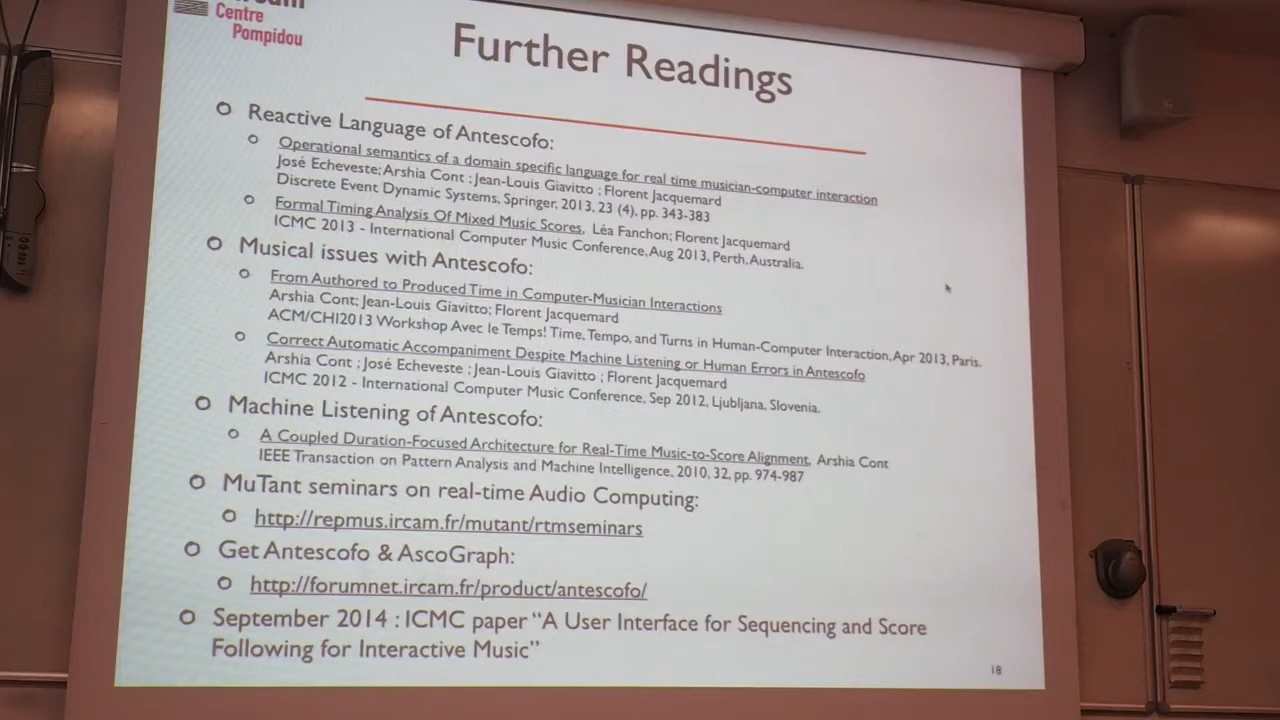 Centre
Pompidou
Further Readings
Reactive Language of Antescofo:
Operational semantics of a domain specific language for real time musician-computer interaction
José Echeveste; Arshia Cont ; Jean-Louis Giavitto ; Florent Jacquemard
Discrete Event Dynamic Systems, Springer, 2013, 23 (4), pp. 343-383
Formal Timing Analysis Of Mixed Music Scores, Léa Fanchon; Florent Jacquemard
ICMC 2013 - International Computer Music Conference, Aug 2013, Perth, Australia.
Musical issues with Antescofo:
From Authored to Produced Time in Computer-Musician Interactions
Arshia Cont; Jean-Louis Giavitto; Florent Jacquemard
ACM/CHI2013 Workshop Avec le Temps! Time, Tempo, and Turns in Human-Computer Interaction, Apr 2013, Paris.
Correct Automatic Accompaniment Despite Machine Listening or Human Errors in Antescofo
Arshia Cont ; José Echeveste ; Jean-Louis Giavitto ; Florent Jacquemard
ICMC 2012 - International Computer Music Conference, Sep 2012, Ljubljana, Slovenia.
Machine Listening of Antescofo:
A Coupled Duration-Focused Architecture for Real-Time Music-to-Score Alignment, Arshia Cont
IEEE Transaction on Pattern Analysis and Machine Intelligence, 2010, 32, pp. 974-987
MuTant seminars on real-time Audio Computing:
http://repmus.ircam.fr/mutant/rtmseminars
Get Antescofo & AscoGraph:
http://forumnet.ircam.fr/product/antescofo/
September 2014 : ICMC paper “A User Interface for Sequencing and Score
Following for Interactive Music”
18